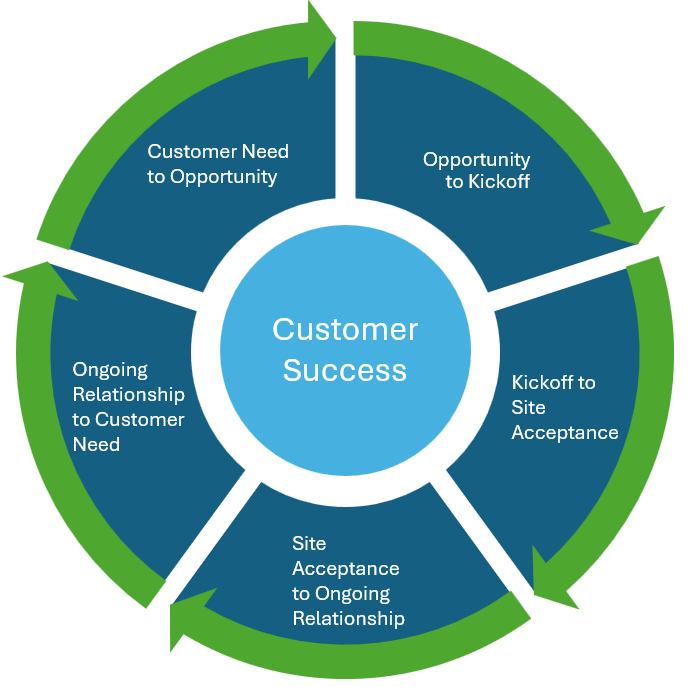 Customer Need
to Opportunity
Opportunity
to Kickoff
Customer
Success
Kickoff to
Site
Acceptance
Site
Acceptance
to Ongoing
Relationship
Ongoing
Relationship
to Customer
Need